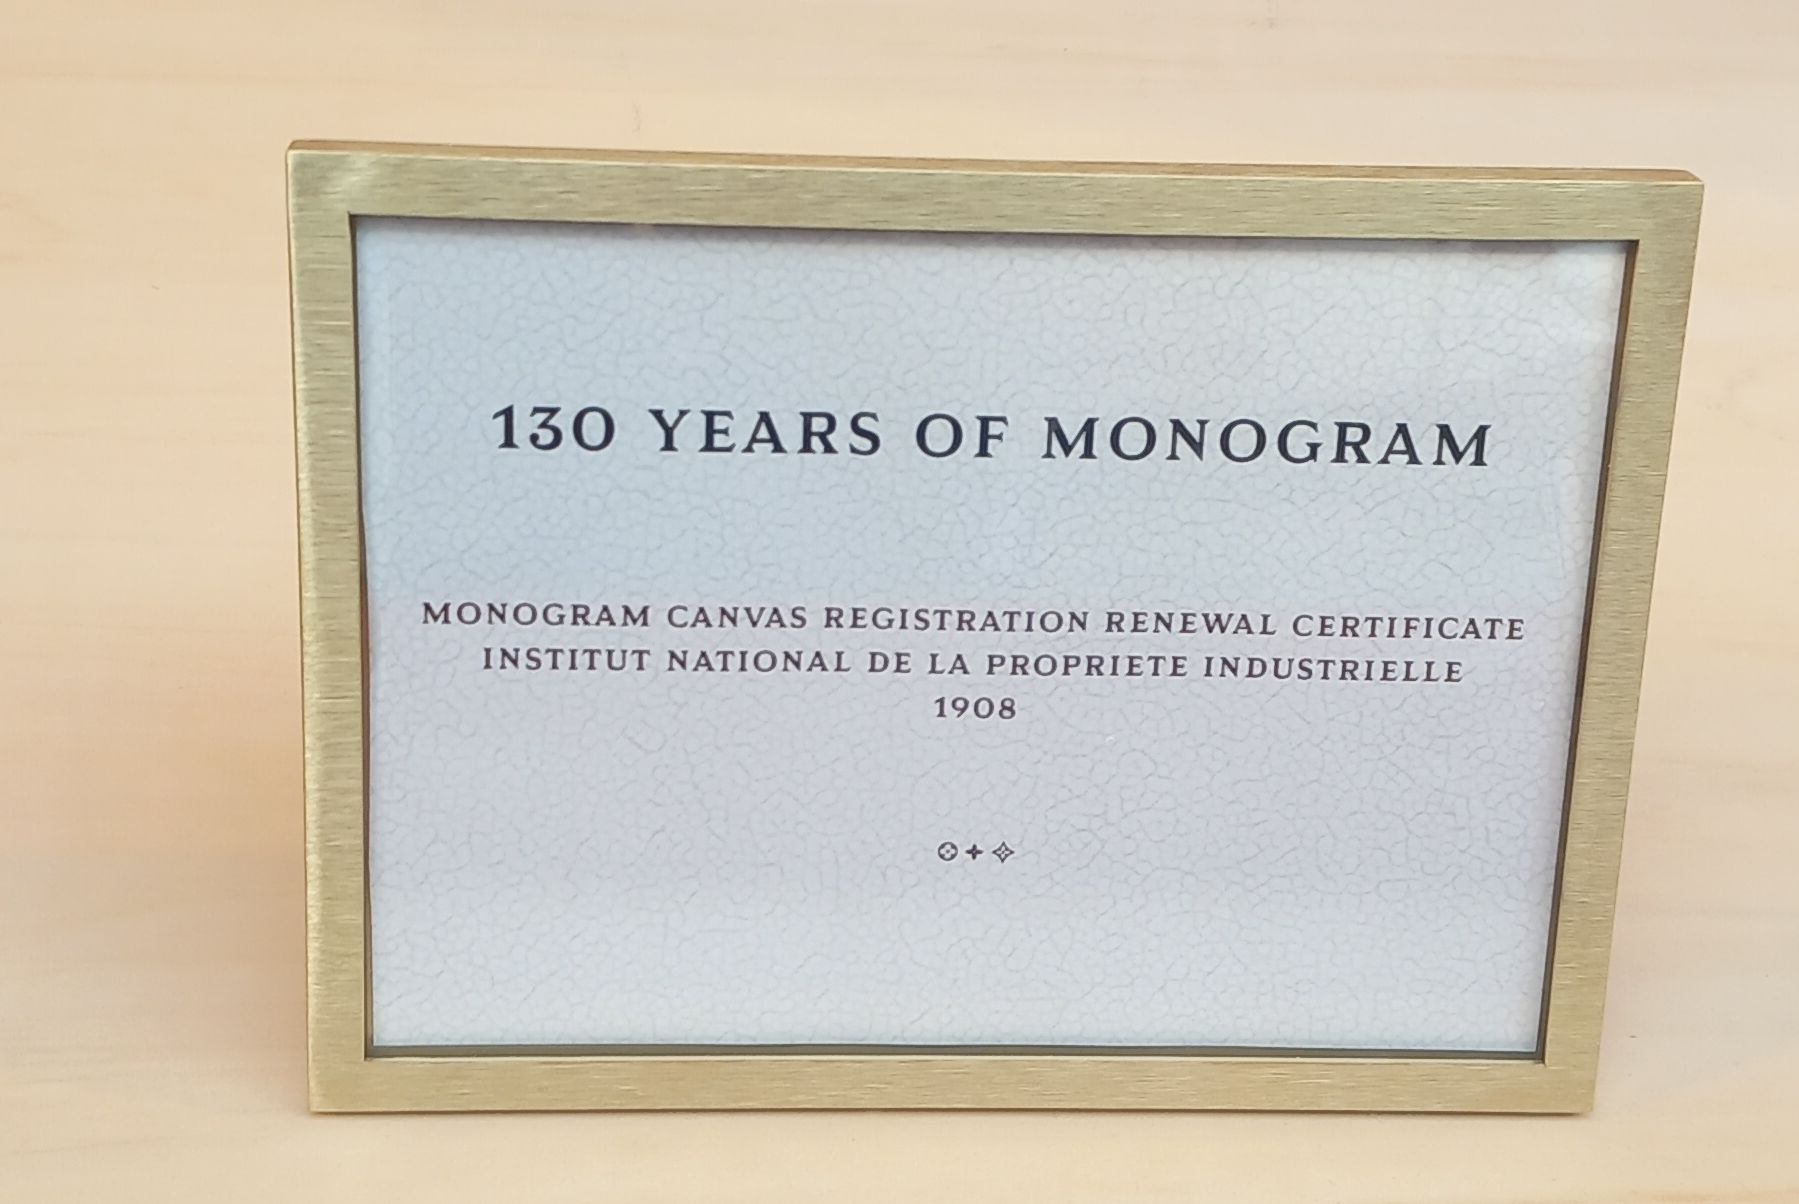 130 YEARS OF MONOGRAM
MONOGRAM CANVAS REGISTRATION RENEWAL CERTIFICATE
INSTITUT NATIONAL DE LA PROPRIETE INDUSTRIELLE
1908